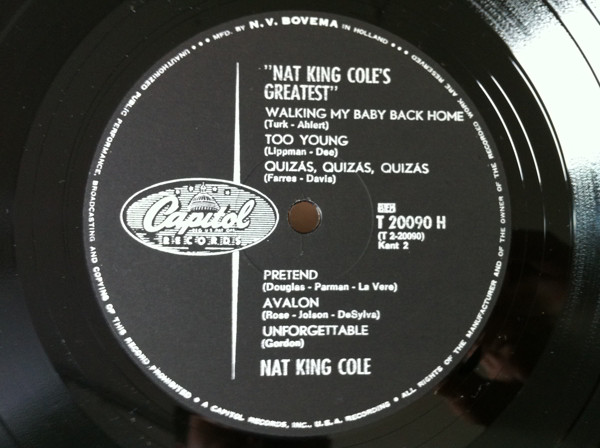 MFD. BY N. V. BOVEMA IN HOLLAND • • • ALL RIGHTS OF THE MANUFACTURER AND OF THE OWNER OF THE RECORDED WORK ARE RESERVED
UNAUTHORIZED PUBLIC PERFORMANCE, BROADCASTING AND COPYING OF THIS RECORD PROHIBITED • A CAPITOL RECORDS, INC., U.S.A. RECORDING
"NAT KING COLE'S
GREATEST"
WALKING MY BABY BACK HOME
(Turk - Ahlert)
TOO YOUNG
(Lippman - Dee)
QUIZÁS, QUIZÁS, QUIZÁS
(Farres - Davis)
Capitol
RECORDS
T 20090 H
(T 2-20090)
Kant 2
PRETEND
(Douglas - Parman - La Vere)
AVALON
(Rose - Jolson - DeSylva)
UNFORGETTABLE
(Gordon)
NAT KING COLE